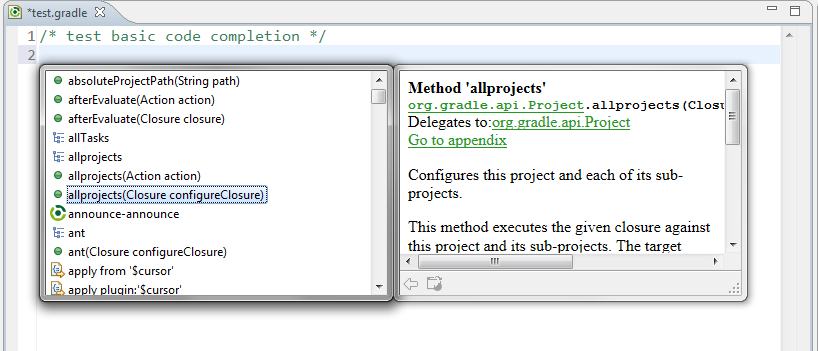 *test.gradle
1 /* test basic code completion */
2
absoluteProjectPath(String path)
afterEvaluate(Action action)
afterEvaluate(Closure closure)
allTasks
allprojects
allprojects(Action action)
allprojects(Closure configureClosure)
announce-announce
ant
ant(Closure configureClosure)
apply from '$cursor'
apply plugin:'$cursor'
Method 'allprojects'
org.gradle.api.Project.allprojects(Closu
Delegates to:org.gradle.api.Project
Go to appendix
Configures this project and each of its sub-
projects.
This method executes the given closure against
this project and its sub-projects. The target